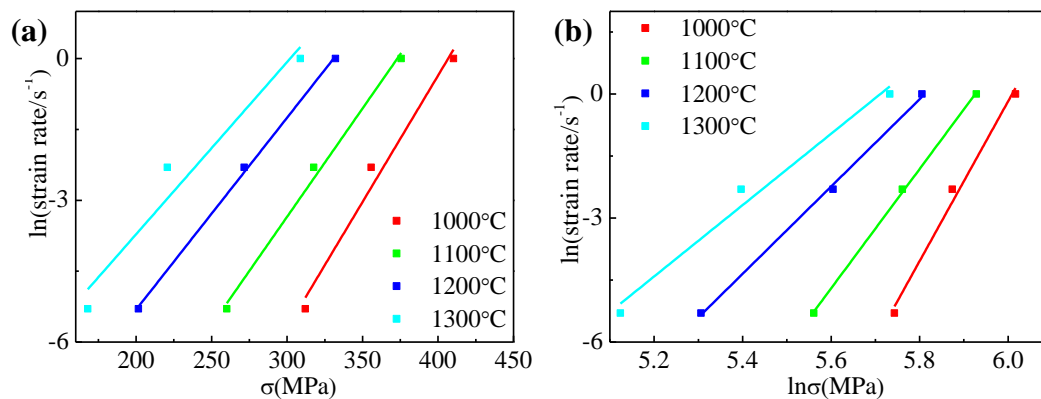 (a)
0
-3
-6
ln(strain rate/s⁻¹)
1000°C
1100°C
1200°C
1300°C
200 250 300 350 400 450
σ(MPa)
(b)
1000°C
1100°C
1200°C
1300°C
0
-3
-6
ln(strain rate/s⁻¹)
5.2 5.4 5.6 5.8 6.0
lnσ(MPa)